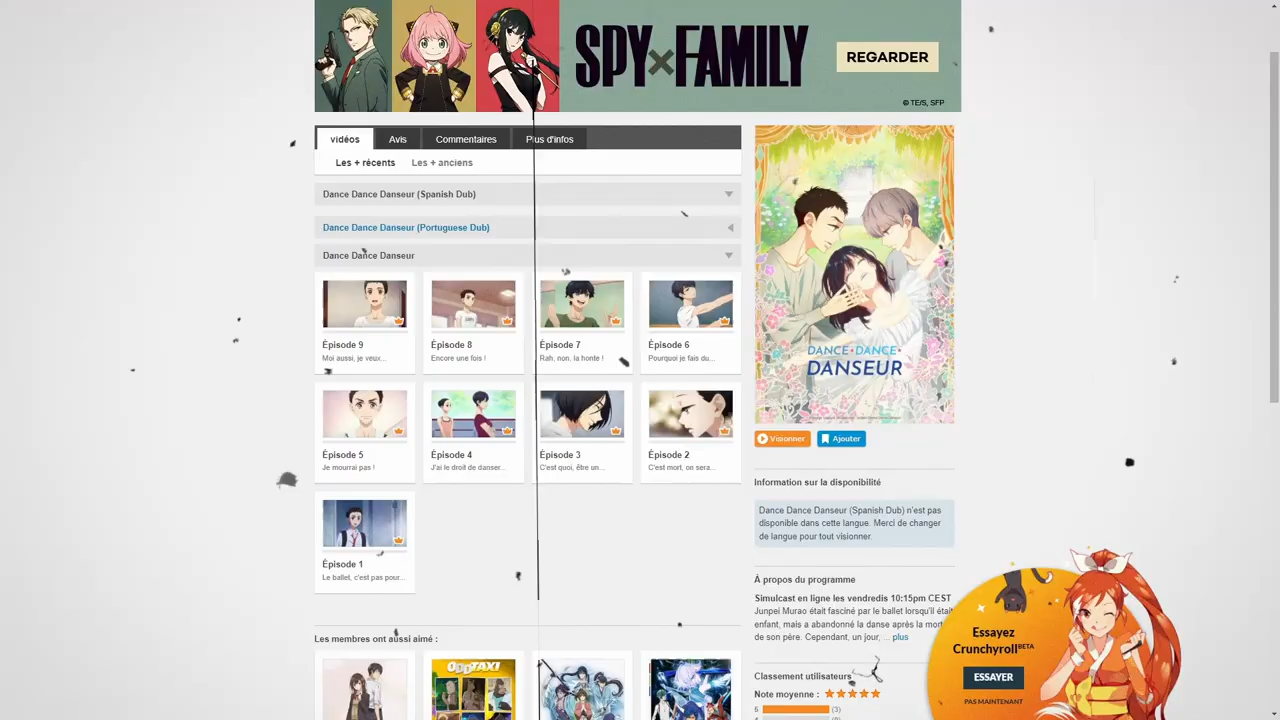 SPY×FAMILY
REGARDER
© TE/S, SFP
vidéos Avis Commentaires Plus d'infos
Les + récents Les + anciens
Dance Dance Danseur (Spanish Dub)
Dance Dance Danseur (Portuguese Dub)
Dance Dance Danseur
Épisode 9
Moi aussi, je veux...
Épisode 8
Encore une fois !
Épisode 7
Rah, non, la honte !
Épisode 6
Pourquoi je fais du...
Épisode 5
Je mourrai pas !
Épisode 4
J'ai le droit de danser...
Épisode 3
C'est quoi, être un...
Épisode 2
C'est mort, on sera...
Épisode 1
Le ballet, c'est pas pour...
Les membres ont aussi aimé :
ODDTAXI
DANCE•DANCE•
DANSEUR
Visionner Ajouter
Information sur la disponibilité
Dance Dance Danseur (Spanish Dub) n'est pas
disponible dans cette langue. Merci de changer
de langue pour tout visionner.
À propos du programme
Simulcast en ligne les vendredis 10:15pm CEST
Junpei Murao était fasciné par le ballet lorsqu'il était
enfant, mais a abandonné la danse après la mort
de son père. Cependant, un jour, ... plus
Classement utilisateurs
Note moyenne :
5 (3)
Essayez
Crunchyroll BETA
ESSAYER
PAS MAINTENANT